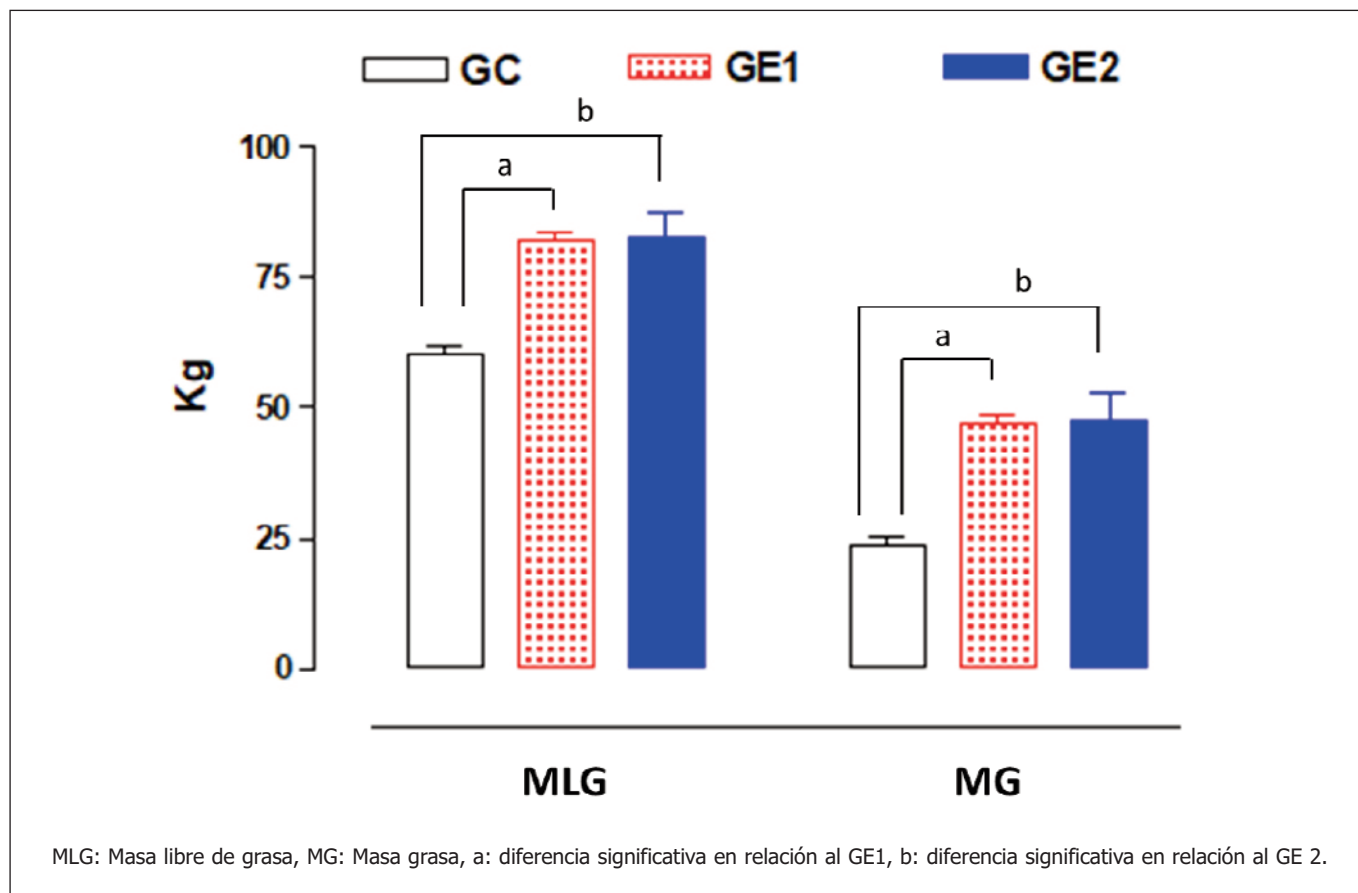 GC GE1 GE2
b
100
a
75
b
a
Kg
50
25
0
MLG MG
MLG: Masa libre de grasa, MG: Masa grasa, a: diferencia significativa en relación al GE1, b: diferencia significativa en relación al GE 2.